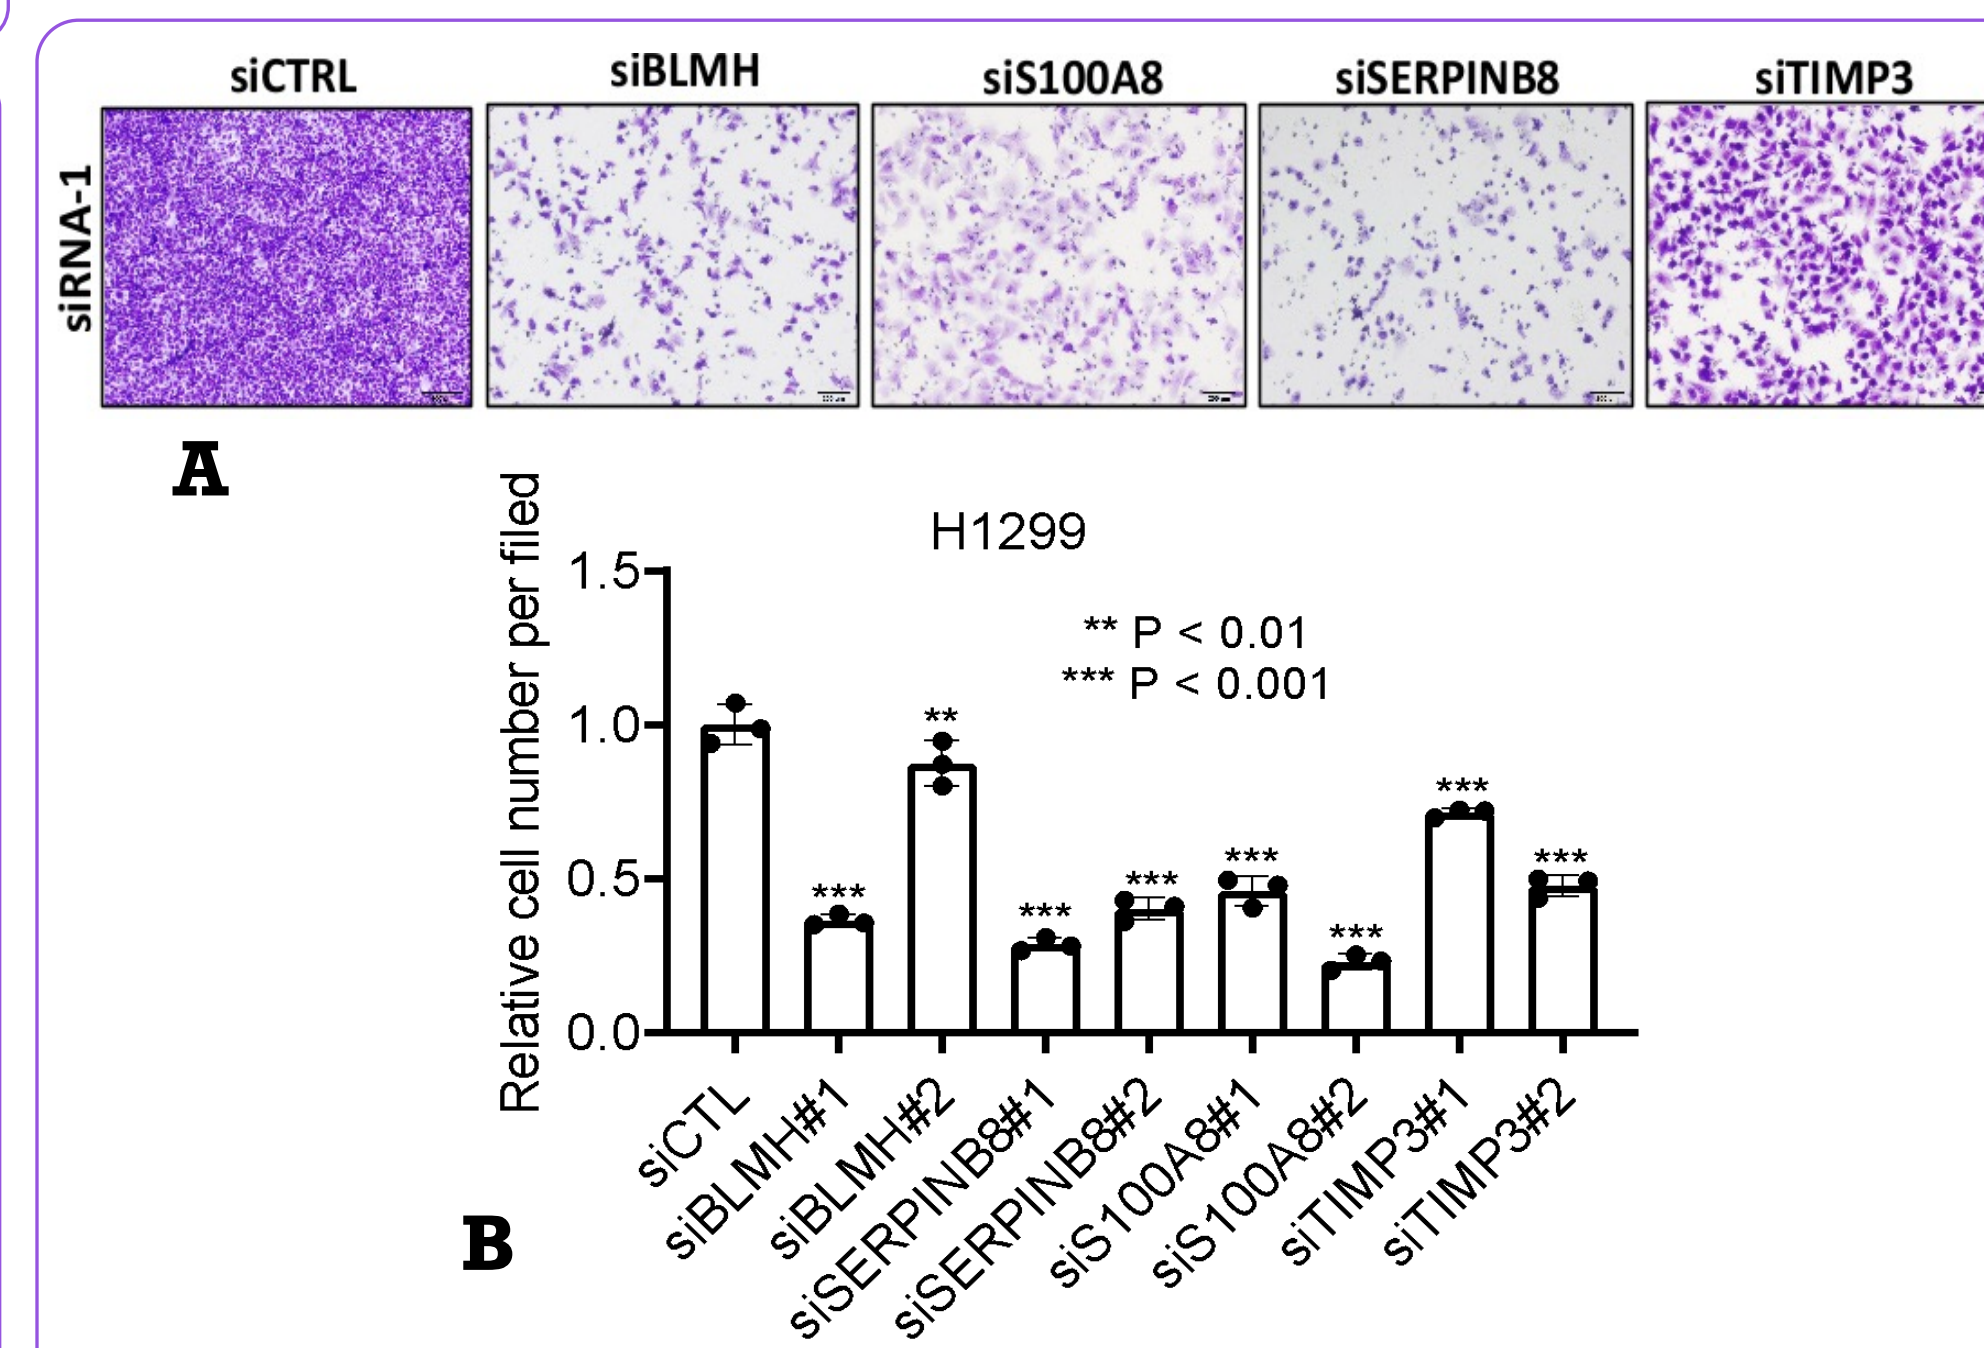 siCTRL siBLMH siS100A8 siSERPINB8 siTIMP3
siRNA-1
A
H1299
Relative cell number per filed
1.5
1.0
0.5
0.0
** P < 0.01
*** P < 0.001
**
***
***
***
***
***
***
***
siCTL
siBLMH#1
siBLMH#2
siSERPINB8#1
siSERPINB8#2
siS100A8#1
siS100A8#2
siTIMP3#1
siTIMP3#2
B